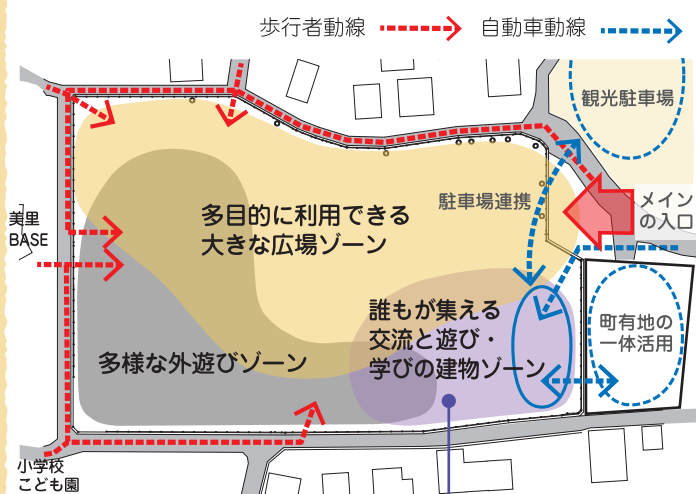 歩行者動線
自動車動線
観光駐車場
駐車場連携
メイン
の入口
美里
BASE
多目的に利用できる
大きな広場ゾーン
誰もが集える
交流と遊び・
学びの建物ゾーン
町有地の
一体活用
多様な外遊びゾーン
小学校
こども園